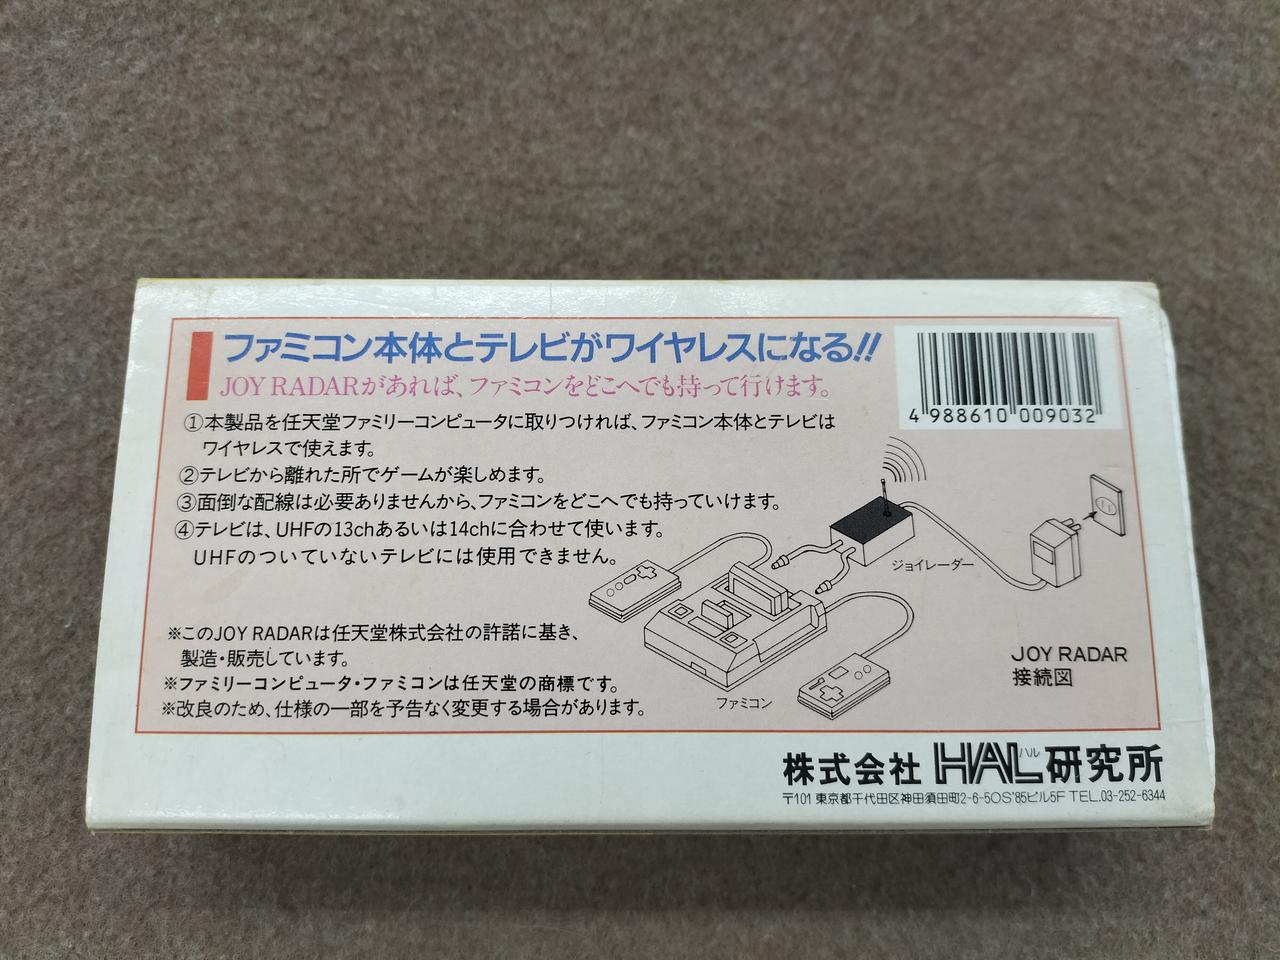 ファミコン本体とテレビがワイヤレスになる!!
JOY RADARがあれば、ファミコンをどこへでも持って行けます。
4 988610 009032
①本製品を任天堂ファミリーコンピュータに取りつければ、ファミコン本体とテレビは
ワイヤレスで使えます。
②テレビから離れた所でゲームが楽しめます。
③面倒な配線は必要ありませんから、ファミコンをどこへでも持っていけます。
④テレビは、UHFの13chあるいは14chに合わせて使います。
UHFのついていないテレビには使用できません。
ジョイレーダー
※このJOY RADARは任天堂株式会社の許諾に基き、
製造・販売しています。
※ファミリーコンピュータ・ファミコンは任天堂の商標です。
※改良のため、仕様の一部を予告なく変更する場合があります。
ファミコン
JOY RADAR
接続図
株式会社 HAL ハル 研究所
〒101 東京都千代田区神田須田町2-6-5OS'85ビル5F TEL.03-252-6344